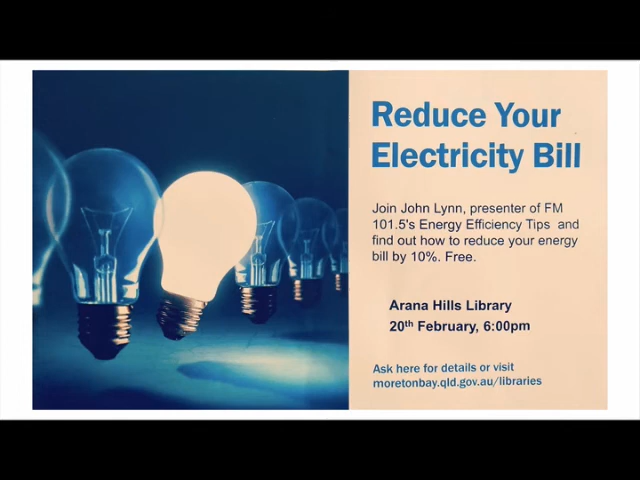 Reduce Your
Electricity Bill
Join John Lynn, presenter of FM
101.5's Energy Efficiency Tips and
find out how to reduce your energy
bill by 10%. Free.
Arana Hills Library
20th February, 6:00pm
Ask here for details or visit
moretonbay.qld.gov.au/libraries